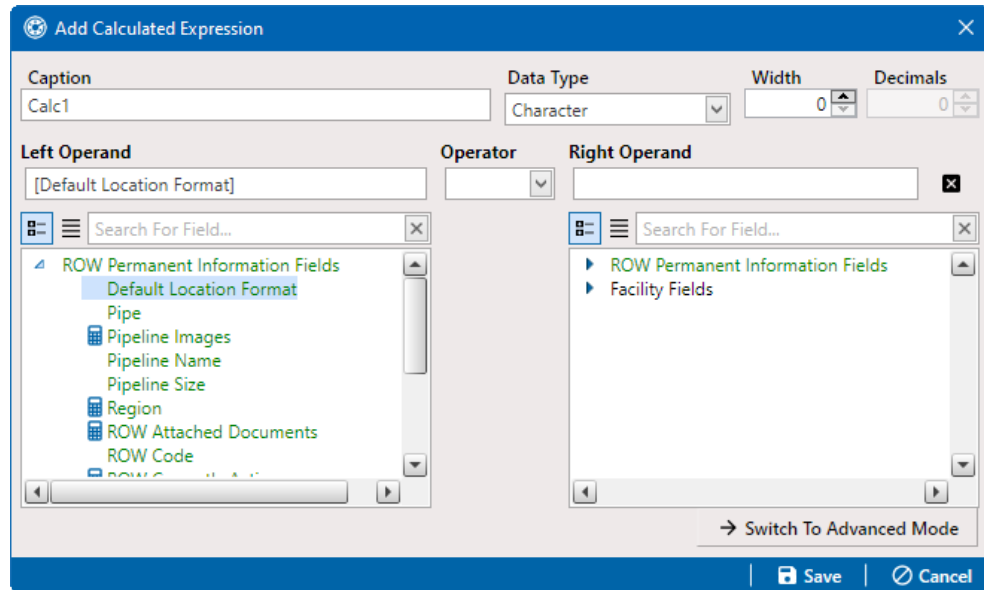 Add Calculated Expression
Caption Data Type Width Decimals
Calc1 Character 0 0
Left Operand Operator Right Operand
[Default Location Format]
Search For Field... Search For Field...
ROW Permanent Information Fields
Default Location Format
Pipe
Pipeline Images
Pipeline Name
Pipeline Size
Region
ROW Attached Documents
ROW Code
ROW Permanent Information Fields
Facility Fields
Switch To Advanced Mode
Save Cancel